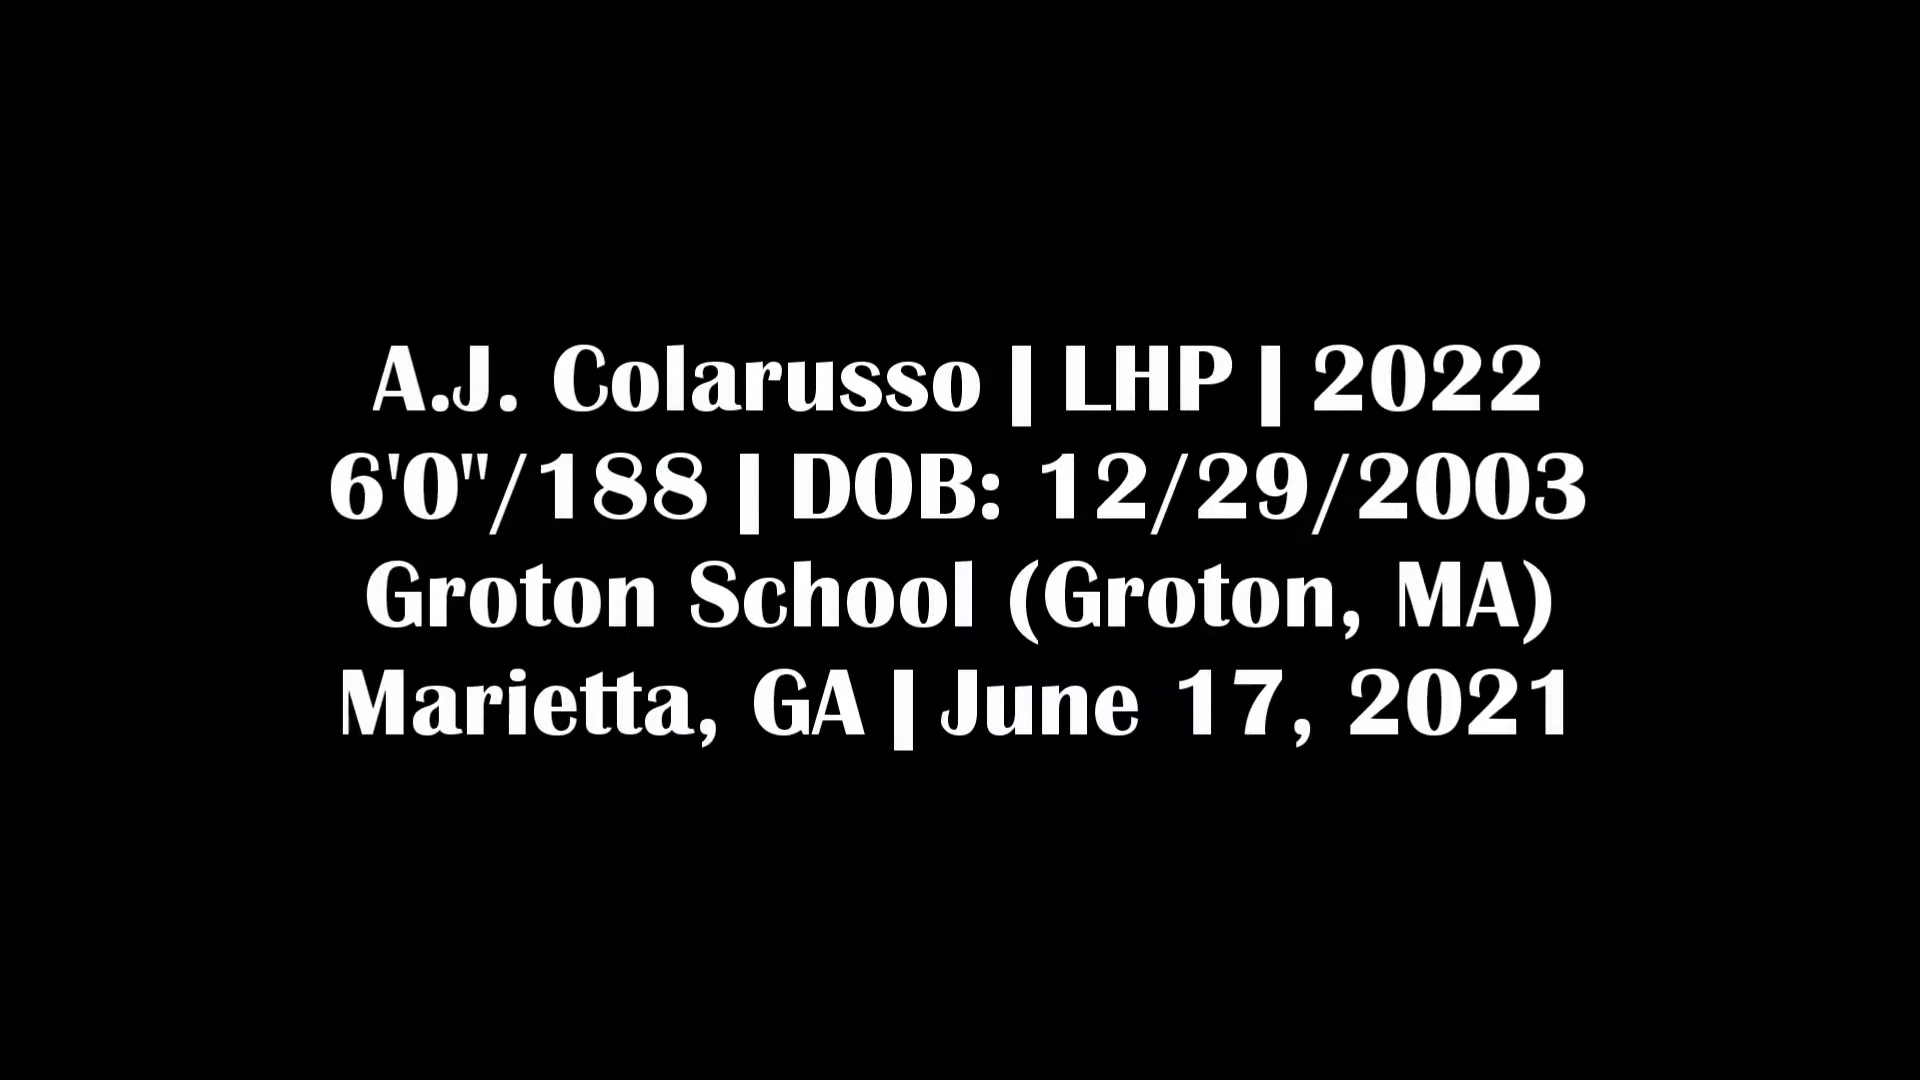 A.J. Colarusso | LHP | 2022
6'0"/188 | DOB: 12/29/2003
Groton School (Groton, MA)
Marietta, GA | June 17, 2021